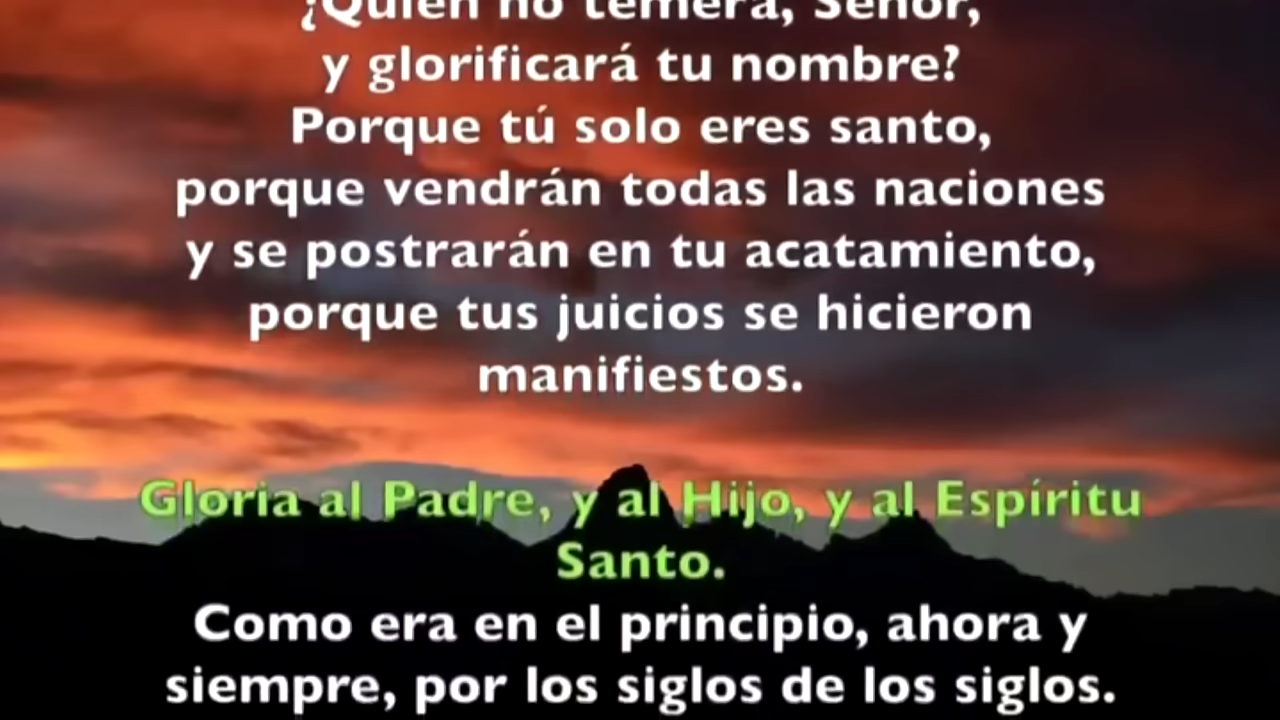 ¿Quién no temerá, Señor,
y glorificará tu nombre?
Porque tú solo eres santo,
porque vendrán todas las naciones
y se postrarán en tu acatamiento,
porque tus juicios se hicieron
manifiestos.
Gloria al Padre, y al Hijo, y al Espíritu
Santo.
Como era en el principio, ahora y
siempre, por los siglos de los siglos.